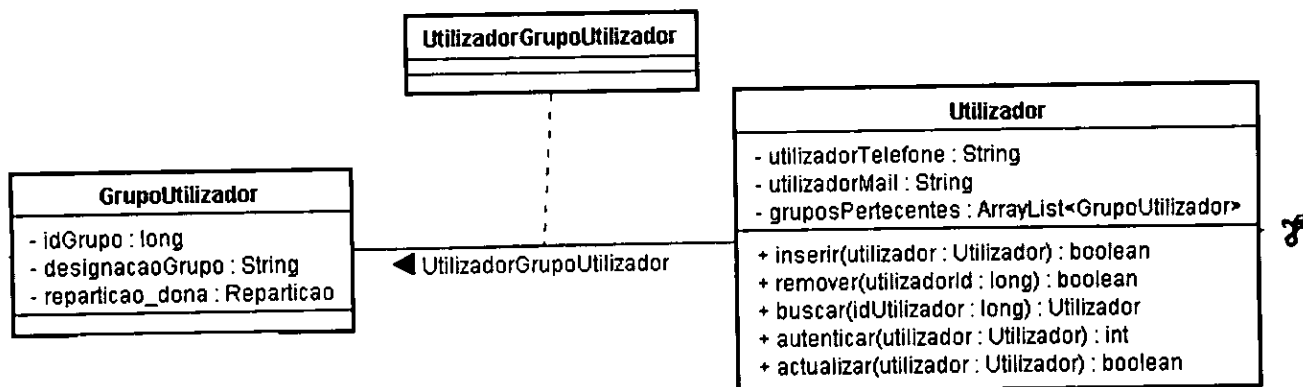 UtilizadorGrupoUtilizador
Utilizador
- utilizadorTelefone : String
- utilizadorMail : String
- gruposPertecentes : ArrayList<GrupoUtilizador>
+ inserir(utilizador : Utilizador) : boolean
+ remover(utilizadorId : long) : boolean
+ buscar(idUtilizador : long) : Utilizador
+ autenticar(utilizador : Utilizador) : int
+ actualizar(utilizador : Utilizador) : boolean
GrupoUtilizador
- idGrupo : long
- designacaoGrupo : String
- reparticao_dona : Reparticao
◀ UtilizadorGrupoUtilizador